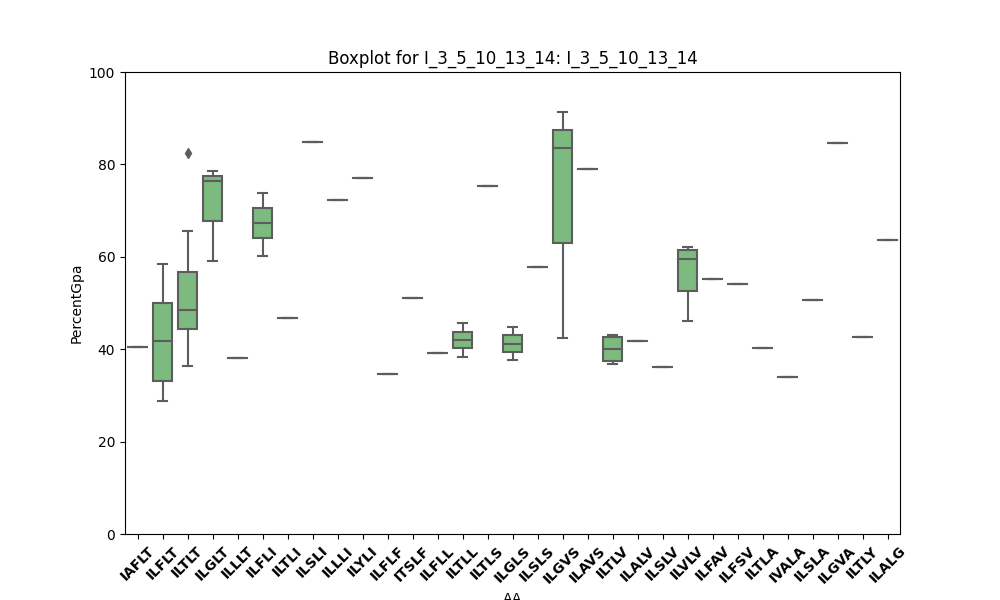 Boxplot for I_3_5_10_13_14: I_3_5_10_13_14
100
80
60
40
20
0
PercentGpa
IAFLT ILFLT ILTLT ILGLT ILLLT ILFLI ILTLI ILSLI ILLLI ILYLI ILFLF ITSLF ILFLL ILTLL ILTLS ILGLS ILSLS ILGVS ILAVS ILTLV ILALV ILSLV ILVLV ILFAV ILFSV ILTLA IVALA ILSLA ILGVA ILTLY ILALG
AA